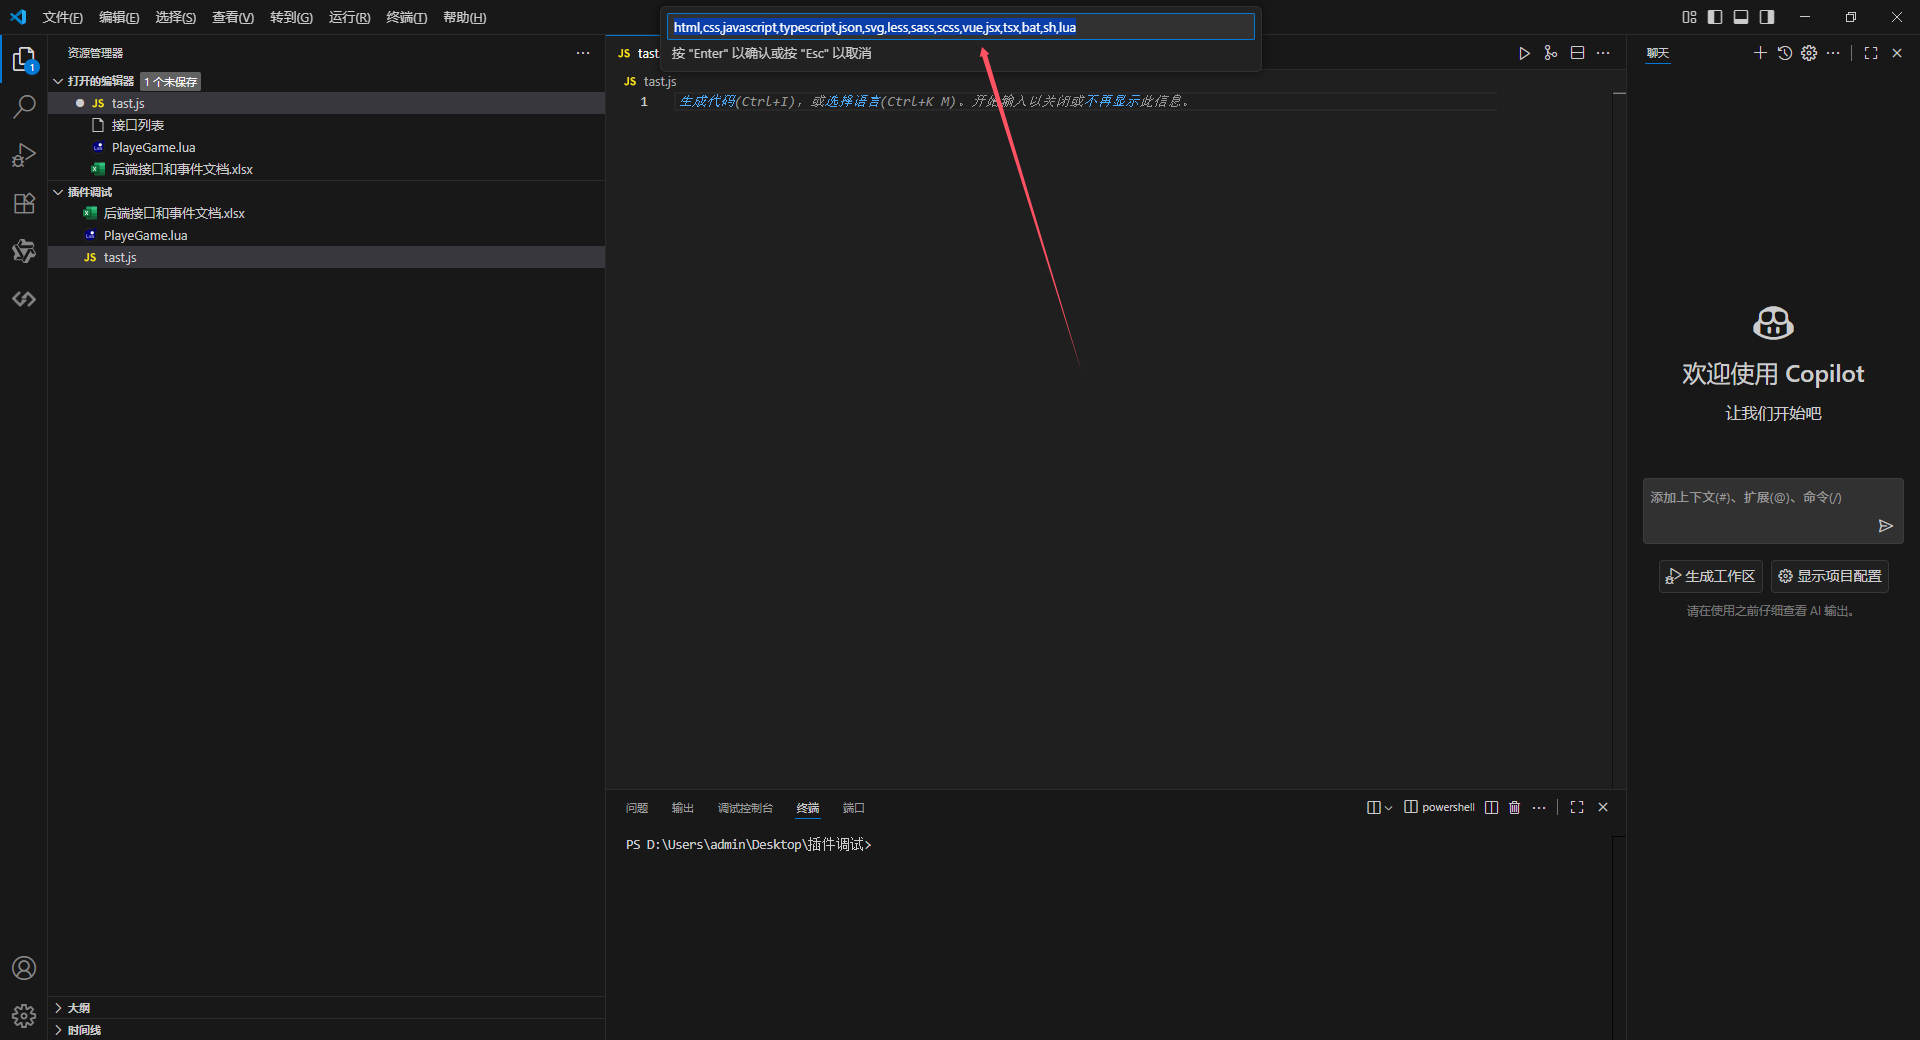 文件(F) 编辑(E) 选择(S) 查看(V) 转到(G) 运行(R) 终端(T) 帮助(H)
html,css,javascript,typescript,json,svg,less,sass,scss,vue,jsx,tsx,bat,sh,lua
按 "Enter" 以确认或按 "Esc" 以取消
资源管理器
打开的编辑器 1 个未保存
JS tast.js
接口列表
PlayeGame.lua
后端接口和事件文档.xlsx
插件调试
后端接口和事件文档.xlsx
PlayeGame.lua
JS tast.js
1
大纲
时间线
JS tast.
JS tast.js
1 生成代码(Ctrl+I), 或选择语言(Ctrl+K M)。开始输入以关闭或不再显示此信息。
问题 输出 调试控制台 终端 端口
powershell
PS D:\Users\admin\Desktop\插件调试>
聊天
欢迎使用 Copilot
让我们开始吧
添加上下文(#)、扩展(@)、命令(/)
生成工作区 显示项目配置
请在使用之前仔细查看 AI 输出。